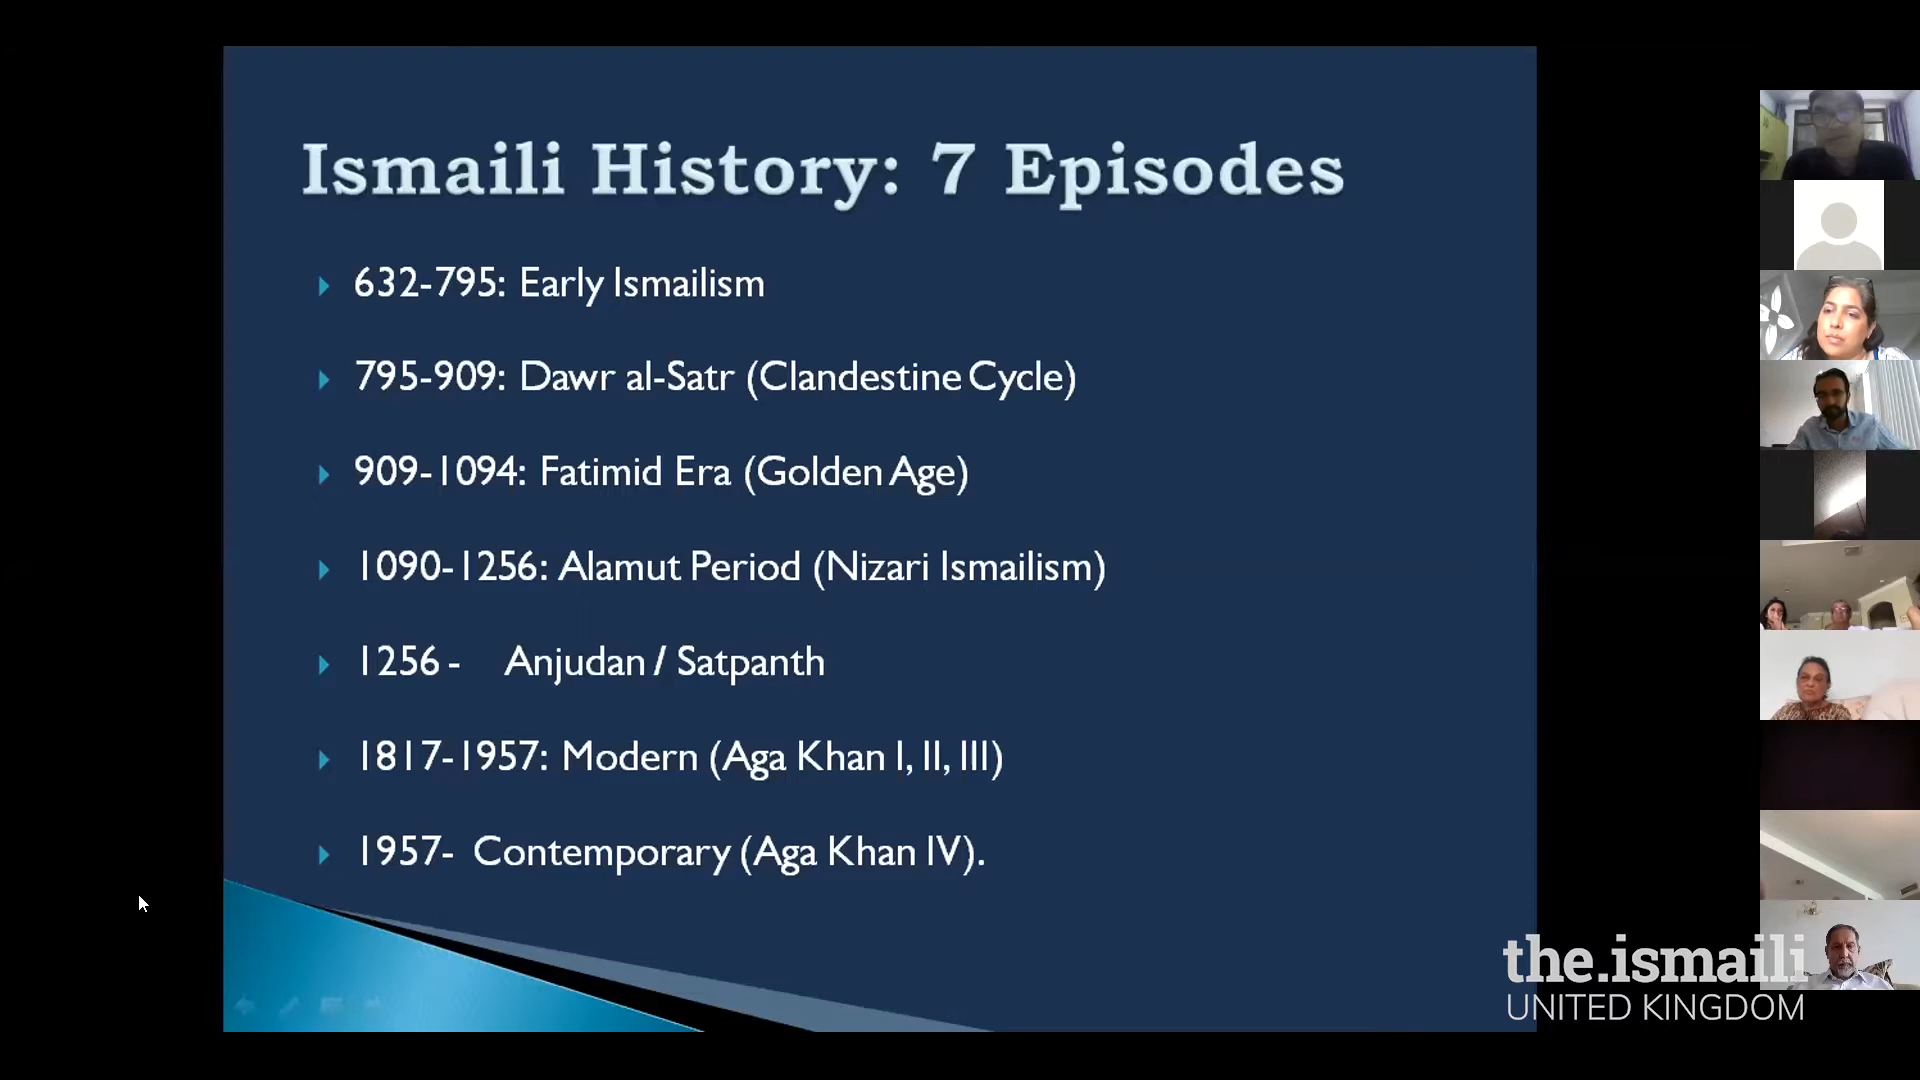 Ismaili History: 7 Episodes
632-795: Early Ismailism
795-909: Dawr al-Satr (Clandestine Cycle)
909-1094: Fatimid Era (Golden Age)
1090-1256: Alamut Period (Nizari Ismailism)
1256 - Anjudan / Satpanth
1817-1957: Modern (Aga Khan I, II, III)
1957- Contemporary (Aga Khan IV).
the.ismaili
UNITED KINGDOM